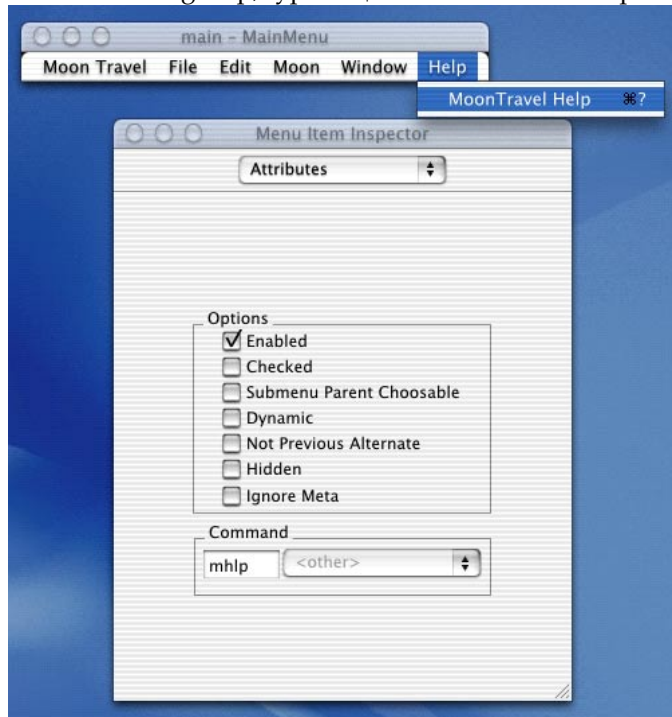 main – MainMenu
Moon Travel File Edit Moon Window Help
MoonTravel Help ⌘?
Menu Item Inspector
Attributes
Options
Enabled
Checked
Submenu Parent Choosable
Dynamic
Not Previous Alternate
Hidden
Ignore Meta
Command
mhlp <other>